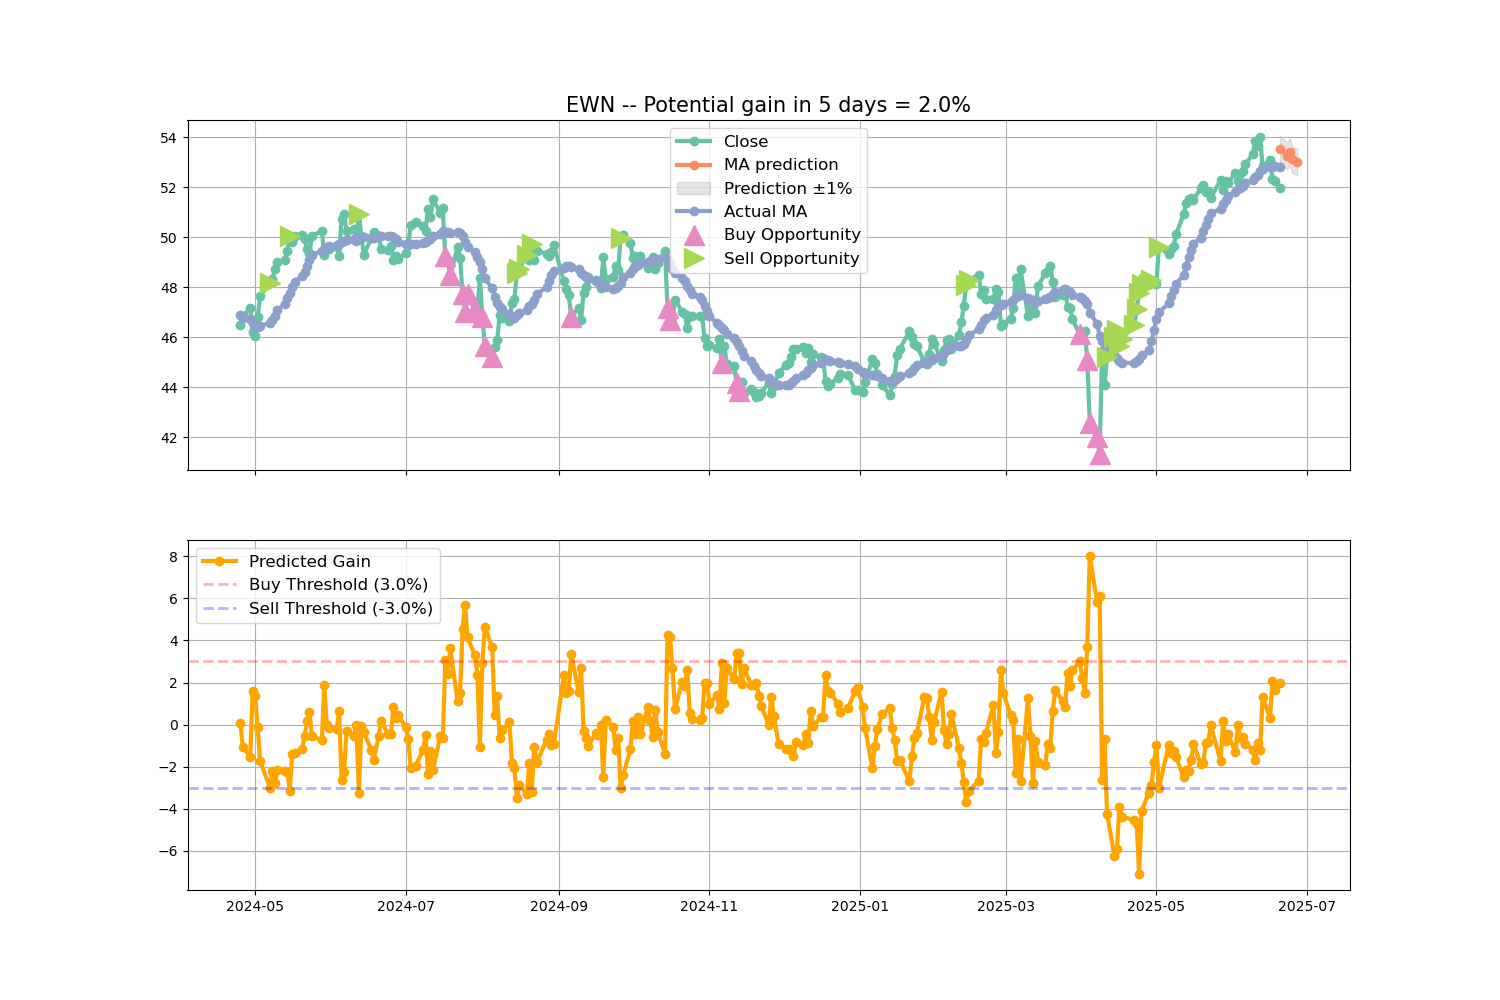 EWN -- Potential gain in 5 days = 2.0%
54
52
50
48
46
44
42
Close
MA prediction
Prediction ±1%
Actual MA
Buy Opportunity
Sell Opportunity
8
6
4
2
0
−2
−4
−6
Predicted Gain
Buy Threshold (3.0%)
Sell Threshold (-3.0%)
2024-05 2024-07 2024-09 2024-11 2025-01 2025-03 2025-05 2025-07